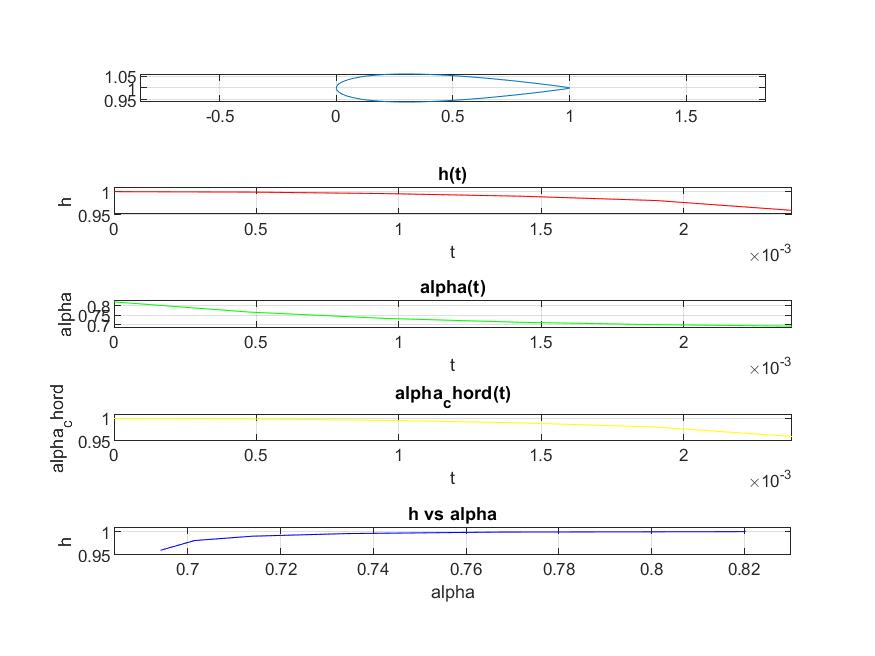 1.05
1
0.95
-0.5 0 0.5 1 1.5
h(t)
h
1
0.95
0 0.5 1 1.5 2
t
×10-3
alpha(t)
alpha
0.8
0.75
0.7
0 0.5 1 1.5 2
t
×10-3
alphachord(t)
alphachord
1
0.95
0 0.5 1 1.5 2
t
×10-3
h vs alpha
h
1
0.95
0.7 0.72 0.74 0.76 0.78 0.8 0.82
alpha